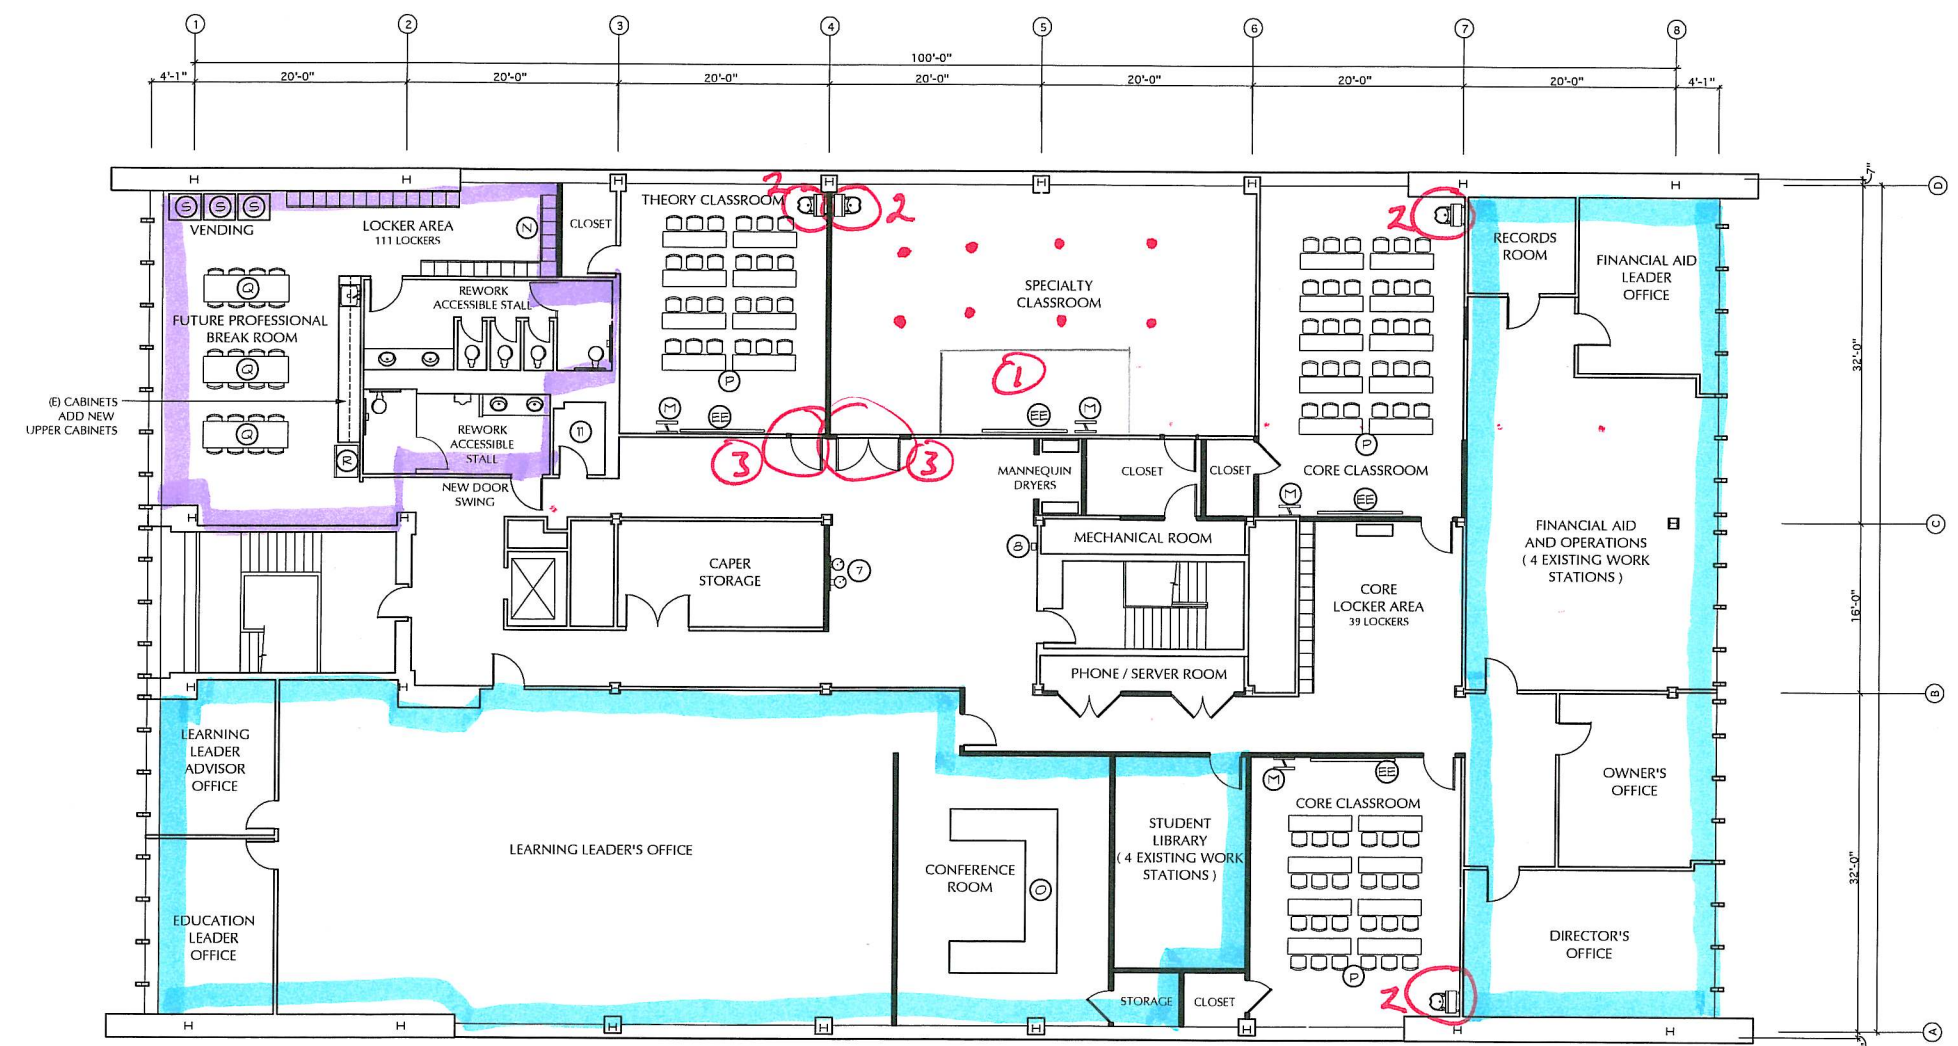 1 2 3 4 5 6 7 8
100'-0"
4'-1" 20'-0" 20'-0" 20'-0" 20'-0" 20'-0" 20'-0" 20'-0" 4'-1"
7"
D
H H H H H H H H
S S S
VENDING
LOCKER AREA
111 LOCKERS
N
CLOSET
THEORY CLASSROOM
2
2
2
RECORDS
ROOM
FINANCIAL AID
LEADER
OFFICE
Q
FUTURE PROFESSIONAL
BREAK ROOM
Q
Q
REWORK
ACCESSIBLE STALL
SPECIALTY
CLASSROOM
1
32'-0"
P
M EE
EE M
(E) CABINETS
ADD NEW
UPPER CABINETS
R
REWORK
ACCESSIBLE
STALL
11
NEW DOOR
SWING
3
3
MANNEQUIN
DRYERS
CLOSET
CLOSET
P
CORE CLASSROOM
M EE
H H
C
FINANCIAL AID
AND OPERATIONS
( 4 EXISTING WORK
STATIONS )
CAPER
STORAGE
7
8
MECHANICAL ROOM
CORE
LOCKER AREA
39 LOCKERS
16'-0"
PHONE / SERVER ROOM
H H
B
LEARNING
LEADER
ADVISOR
OFFICE
M EE
CORE CLASSROOM
OWNER'S
OFFICE
LEARNING LEADER'S OFFICE
CONFERENCE
ROOM
O
STUDENT
LIBRARY
( 4 EXISTING WORK
STATIONS )
32'-0"
EDUCATION
LEADER
OFFICE
DIRECTOR'S
OFFICE
P
STORAGE
CLOSET
2
H H H H H H H H
A